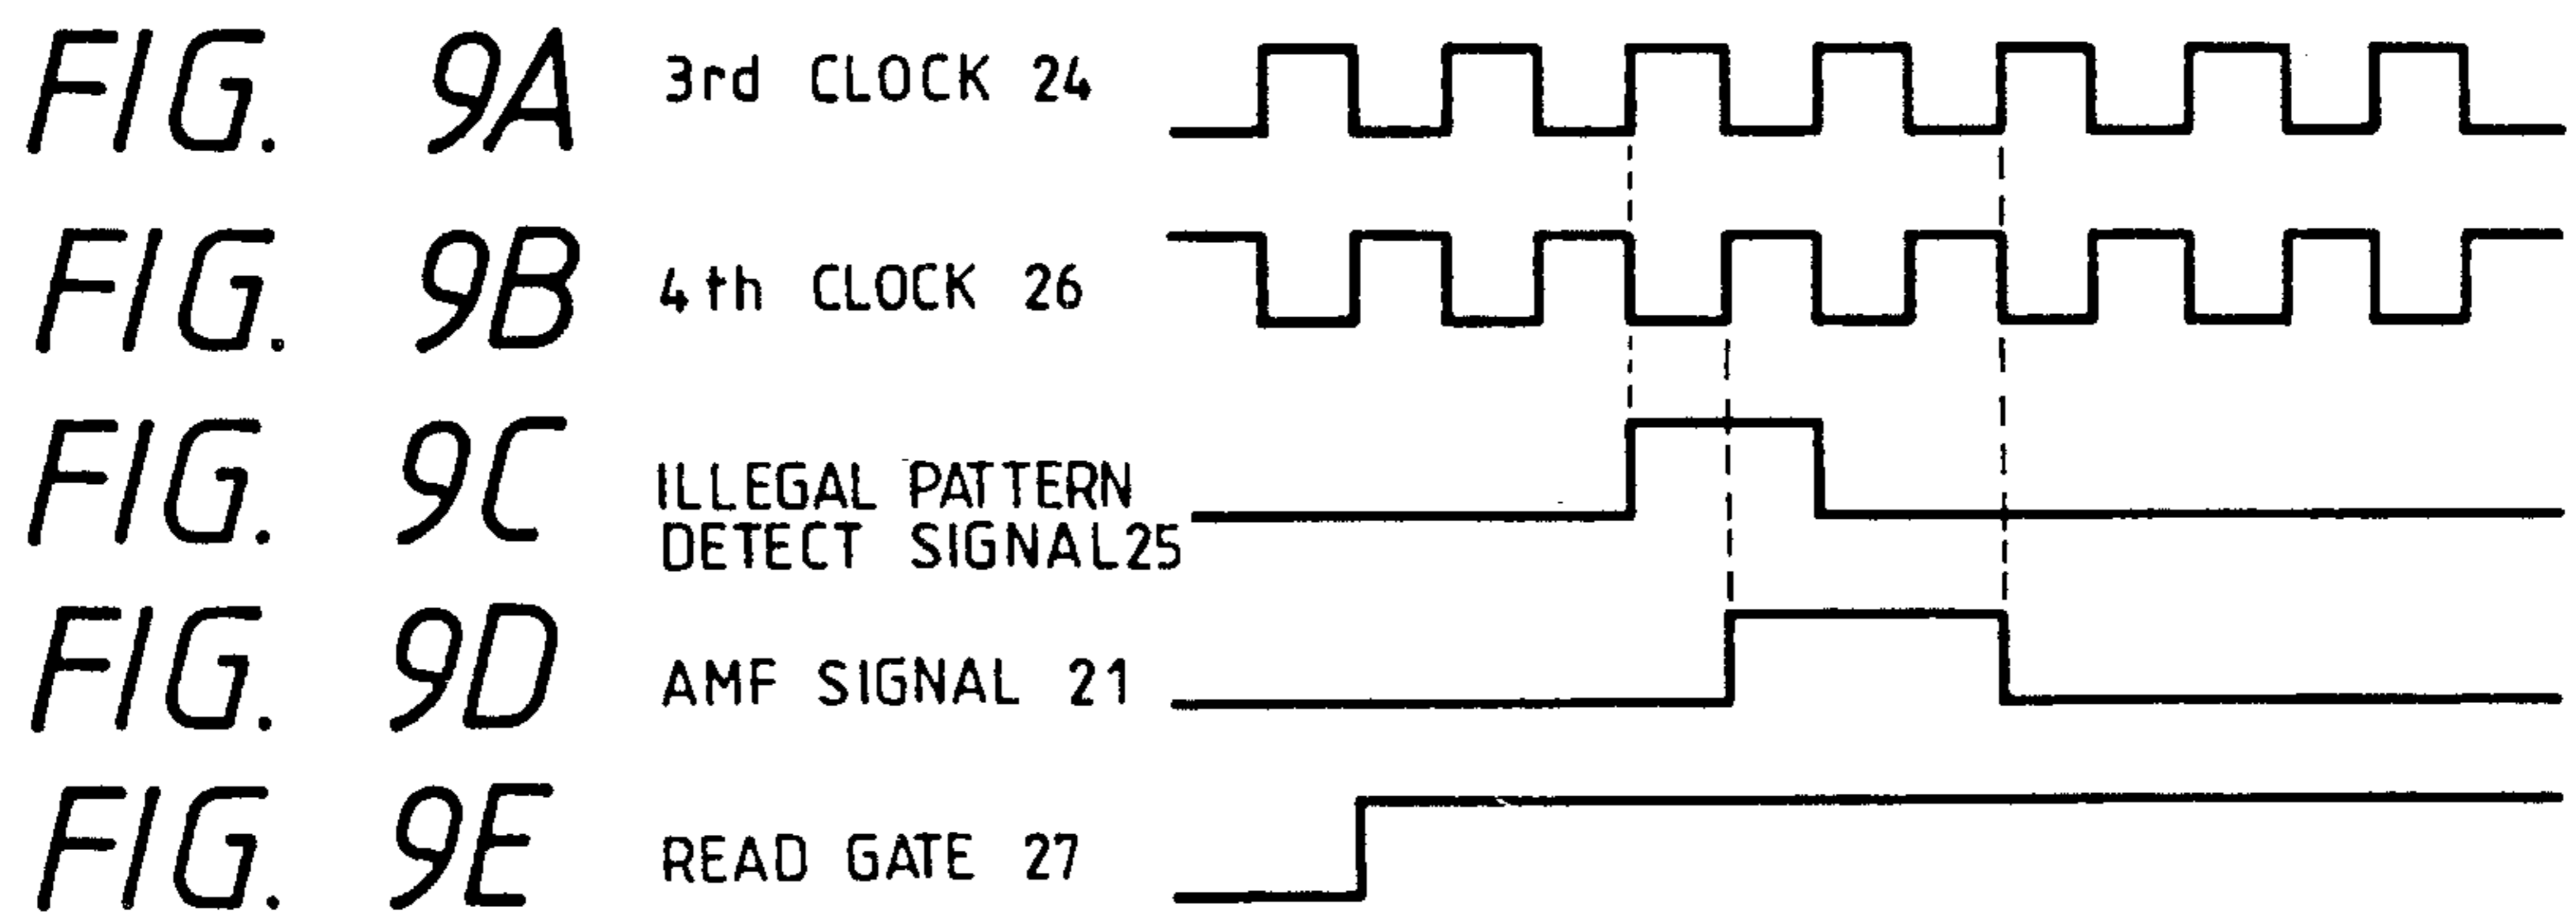 FIG. 9A 3rd CLOCK 24
FIG. 9B 4th CLOCK 26
FIG. 9C ILLEGAL PATTERN
DETECT SIGNAL25
FIG. 9D AMF SIGNAL 21
FIG. 9E READ GATE 27